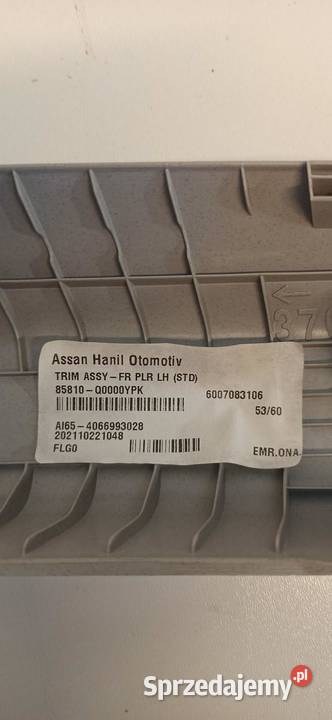 Assan Hanil Otomotiv
TRIM ASSY-FR PLR LH (STD)
85810-Q0000YPK
6007083106
53/60
AI65-4066993028
202110221048
FLG0
EMR.ONA.
Sprzedajemy.pl